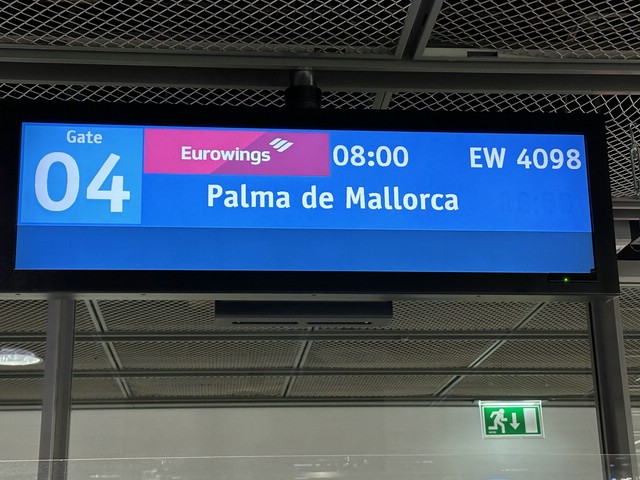 Gate
04
Eurowings
08:00
EW 4098
Palma de Mallorca